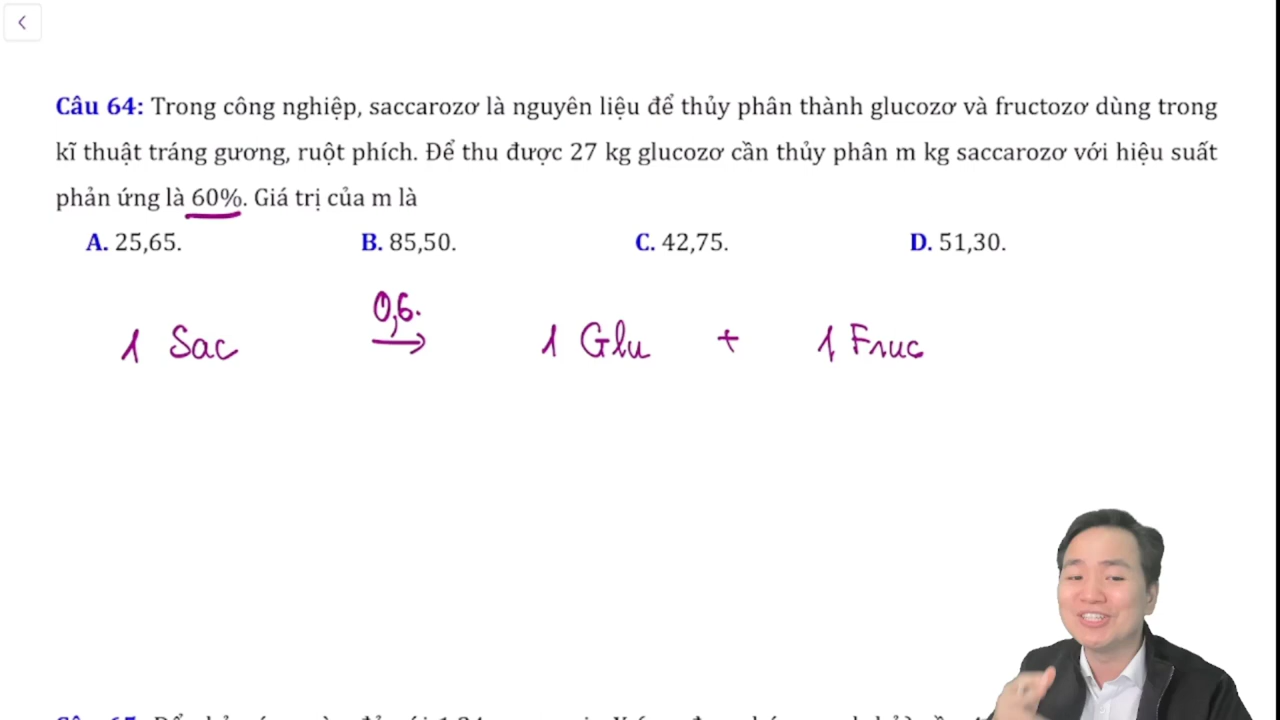 Câu 64: Trong công nghiệp, saccarozơ là nguyên liệu để thủy phân thành glucozơ và fructozơ dùng trong
kĩ thuật tráng gương, ruột phích. Để thu được 27 kg glucozơ cần thủy phân m kg saccarozơ với hiệu suất
phản ứng là 60%. Giá trị của m là
A. 25,65. B. 85,50. C. 42,75. D. 51,30.
0,6.
1 Sac → 1 Glu + 1 Fruc